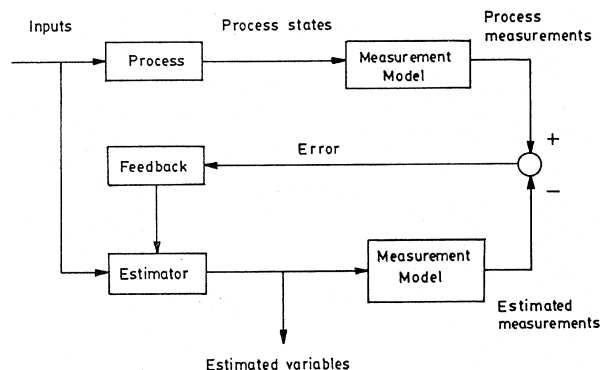 Inputs
Process states
Process
measurements
Process
Measurement
Model
+
Error
Feedback
−
Estimator
Measurement
Model
Estimated
measurements
Estimated variables